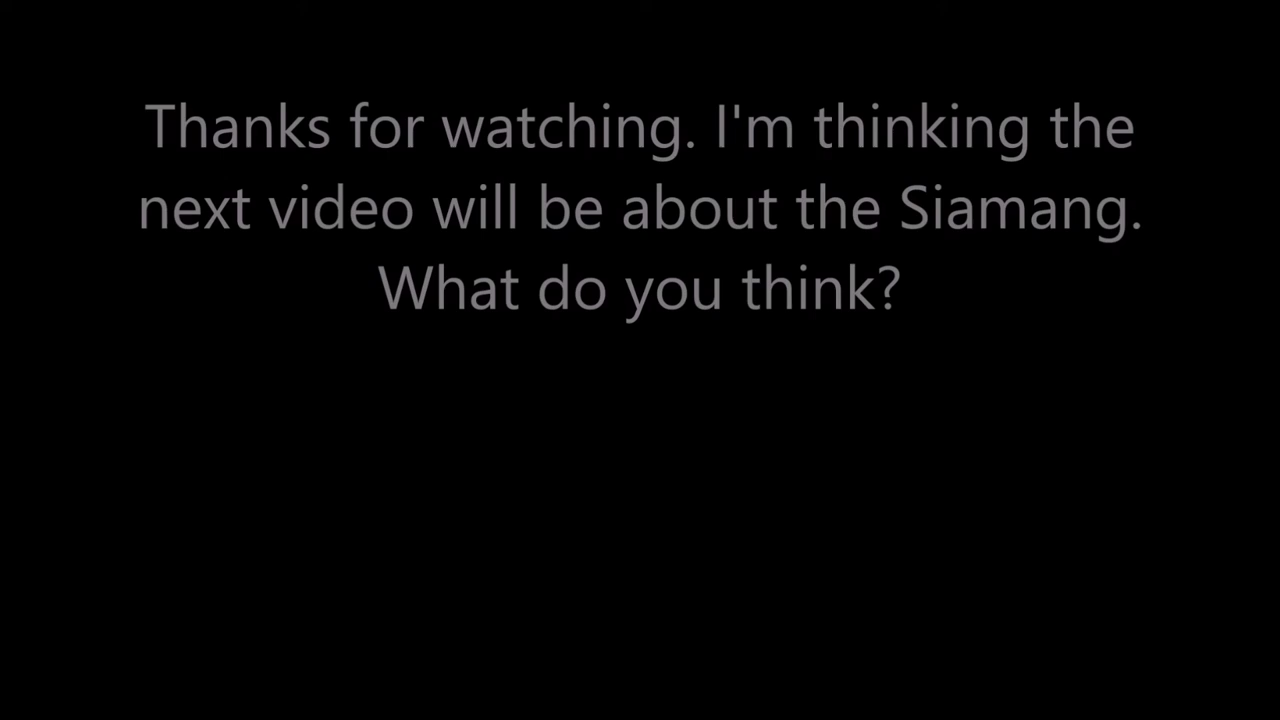 Thanks for watching. I'm thinking the
next video will be about the Siamang.
What do you think?